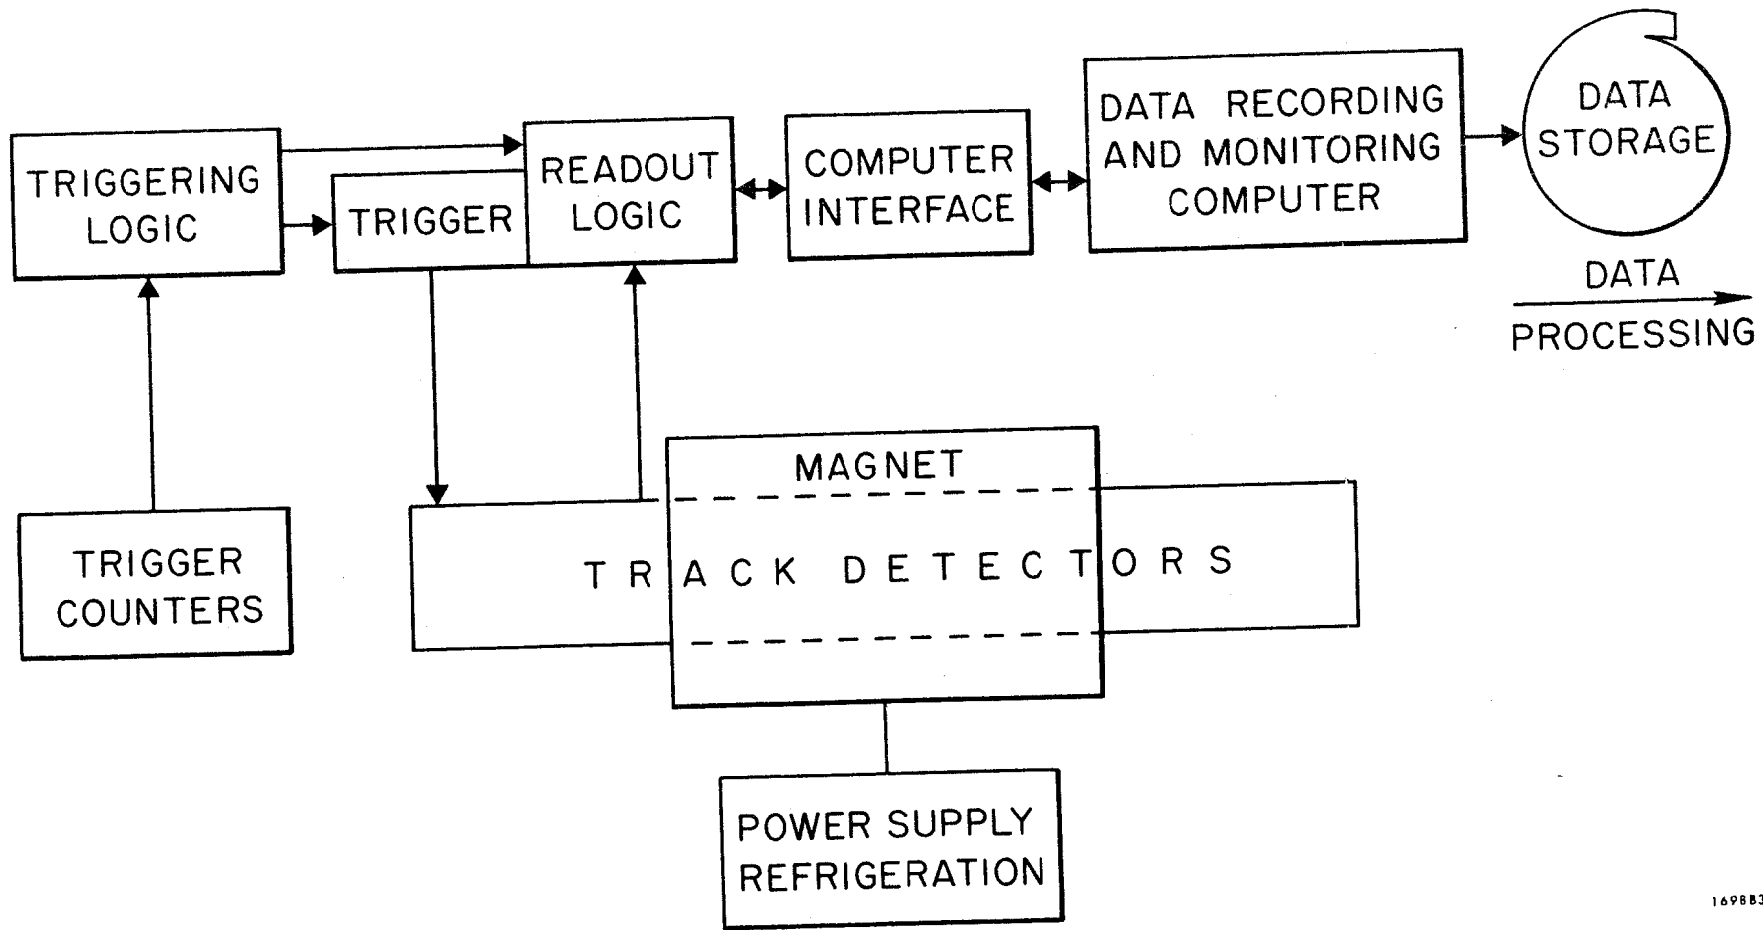 TRIGGERING
LOGIC
TRIGGER
READOUT
LOGIC
COMPUTER
INTERFACE
DATA RECORDING
AND MONITORING
COMPUTER
DATA
STORAGE
DATA
PROCESSING
TRIGGER
COUNTERS
MAGNET
TRACK DETECTORS
POWER SUPPLY
REFRIGERATION
1698B3